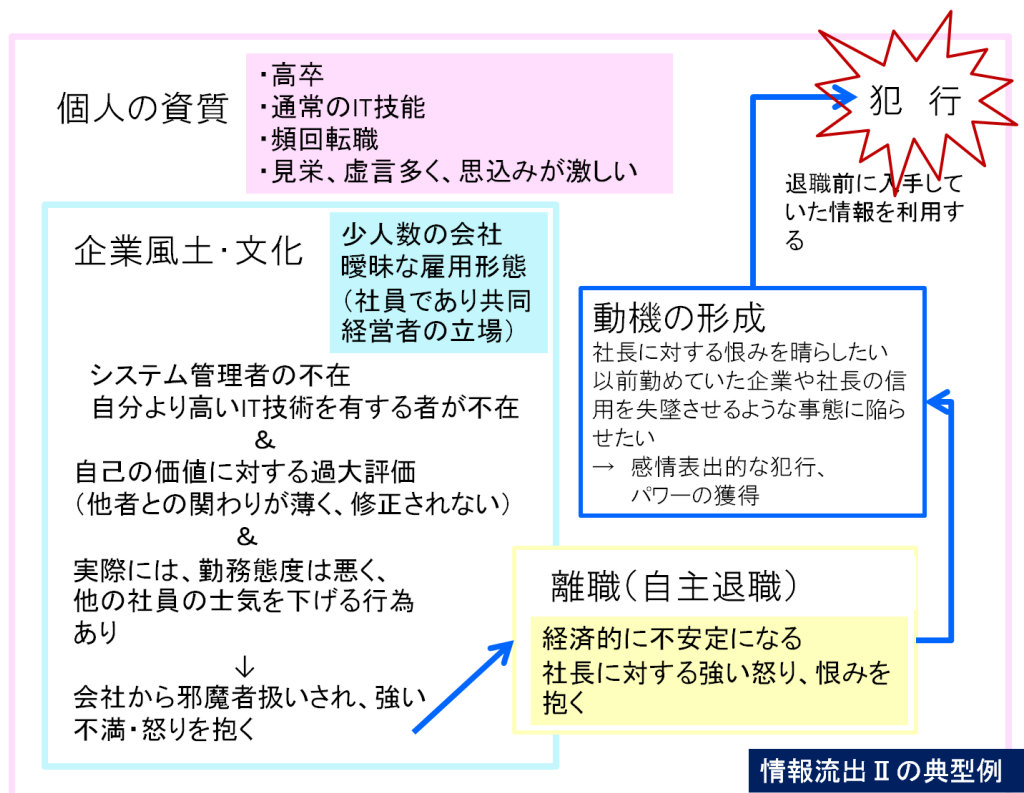 個人の資質
・高卒
・通常のIT技能
・頻回転職
・見栄、虚言多く、思込みが激しい
犯 行
退職前に入手して
いた情報を利用す
る
企業風土・文化
少人数の会社
曖昧な雇用形態
（社員であり共同
経営者の立場）
システム管理者の不在
自分より高いIT技術を有する者が不在
＆
自己の価値に対する過大評価
（他者との関わりが薄く、修正されない）
＆
実際には、勤務態度は悪く、
他の社員の士気を下げる行為
あり
↓
会社から邪魔者扱いされ、強い
不満・怒りを抱く
動機の形成
社長に対する恨みを晴らしたい
以前勤めていた企業や社長の信
用を失墜させるような事態に陥ら
せたい
→ 感情表出的な犯行、
パワーの獲得
離職（自主退職）
経済的に不安定になる
社長に対する強い怒り、恨みを
抱く
情報流出Ⅱの典型例